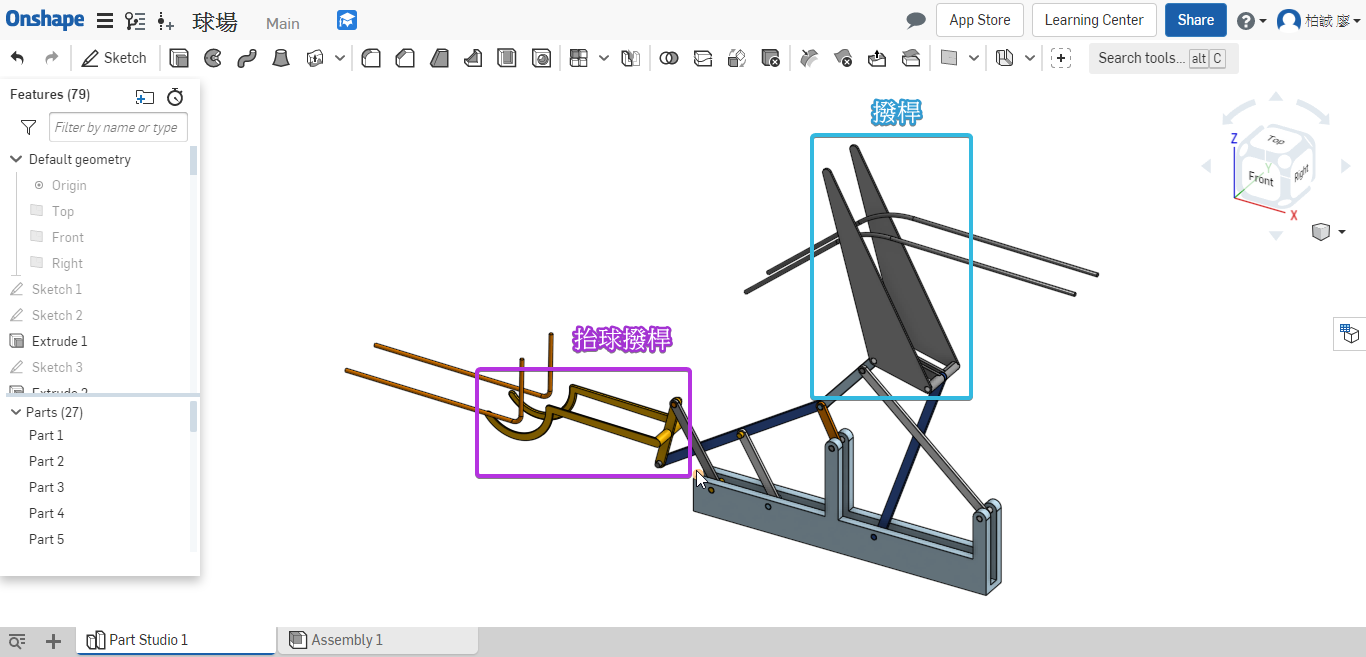 Onshape
球場
Main
App Store
Learning Center
Share
?
柏誠 廖
Sketch
Search tools... alt C
Features (79)
Filter by name or type
Default geometry
Origin
Top
Front
Right
Sketch 1
Sketch 2
Extrude 1
Sketch 3
Extrude 2
Parts (27)
Part 1
Part 2
Part 3
Part 4
Part 5
撥桿
抬球撥桿
Z
Top
Y
Front
Right
X
Part Studio 1
Assembly 1